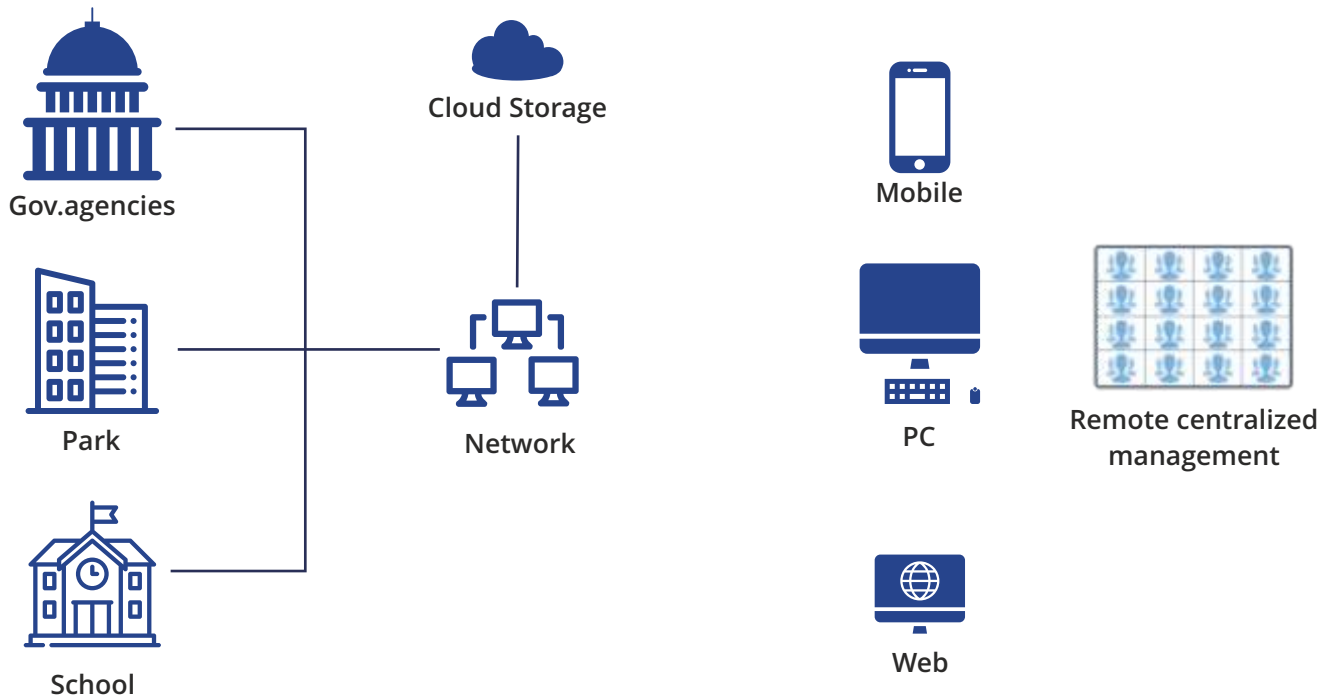 Gov.agencies
Park
School
Cloud Storage
Network
Mobile
PC
Web
Remote centralized
management